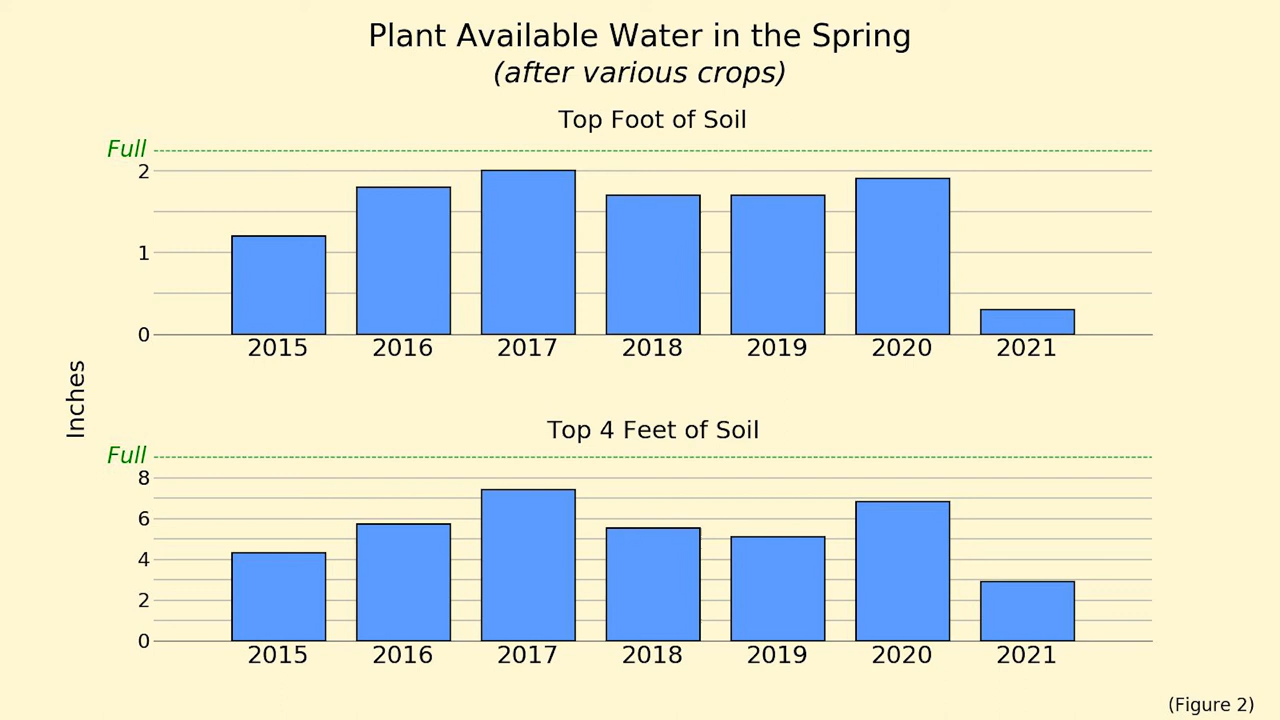 Plant Available Water in the Spring
(after various crops)
Top Foot of Soil
Full
2
1
0
2015 2016 2017 2018 2019 2020 2021
Inches
Top 4 Feet of Soil
Full
8
6
4
2
0
2015 2016 2017 2018 2019 2020 2021
(Figure 2)